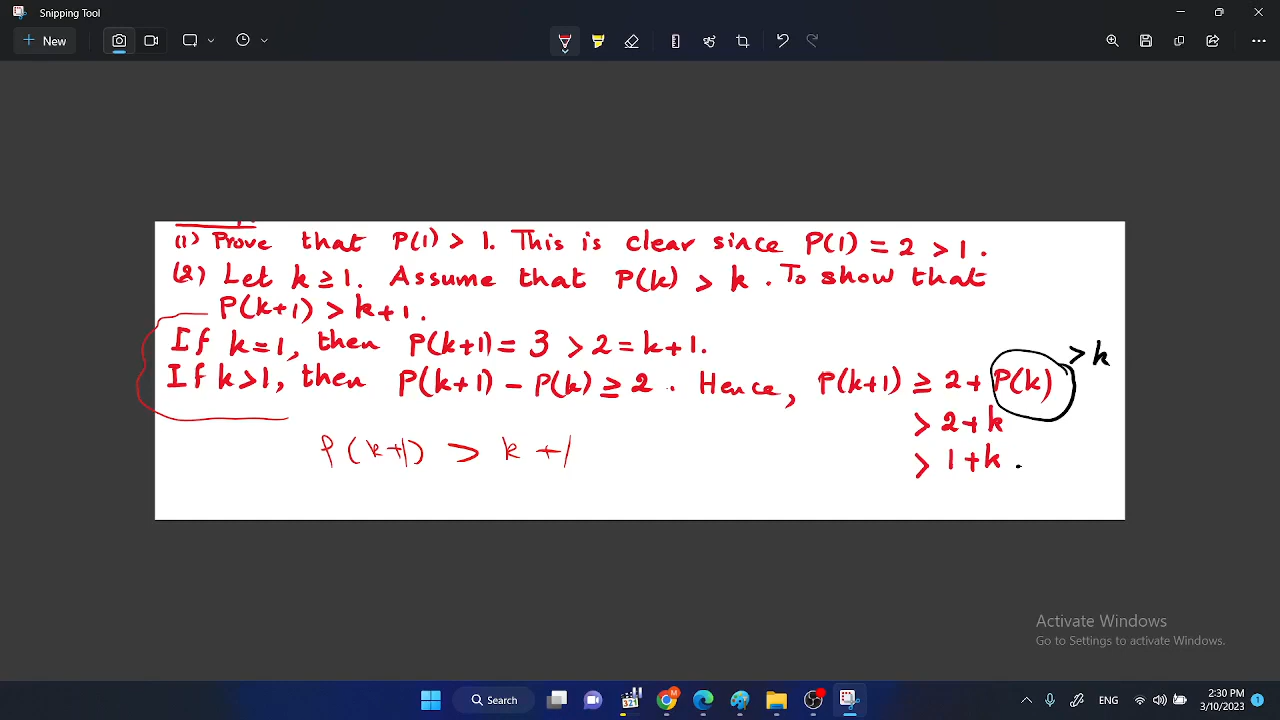 Snipping Tool
New
(1) Prove that P(1) > 1. This is clear since P(1) = 2 > 1.
(2) Let k ≥ 1. Assume that P(k) > k. To show that
P(k+1) > k+1.
If k=1, then P(k+1) = 3 > 2 = k+1.
> k
If k>1, then P(k+1) - P(k) ≥ 2. Hence, P(k+1) ≥ 2 + P(k)
> 2+k
P(k+1) > k+1
> 1+k.
Activate Windows
Go to Settings to activate Windows.
Search
321
M
ENG
2:30 PM
3/10/2023
1